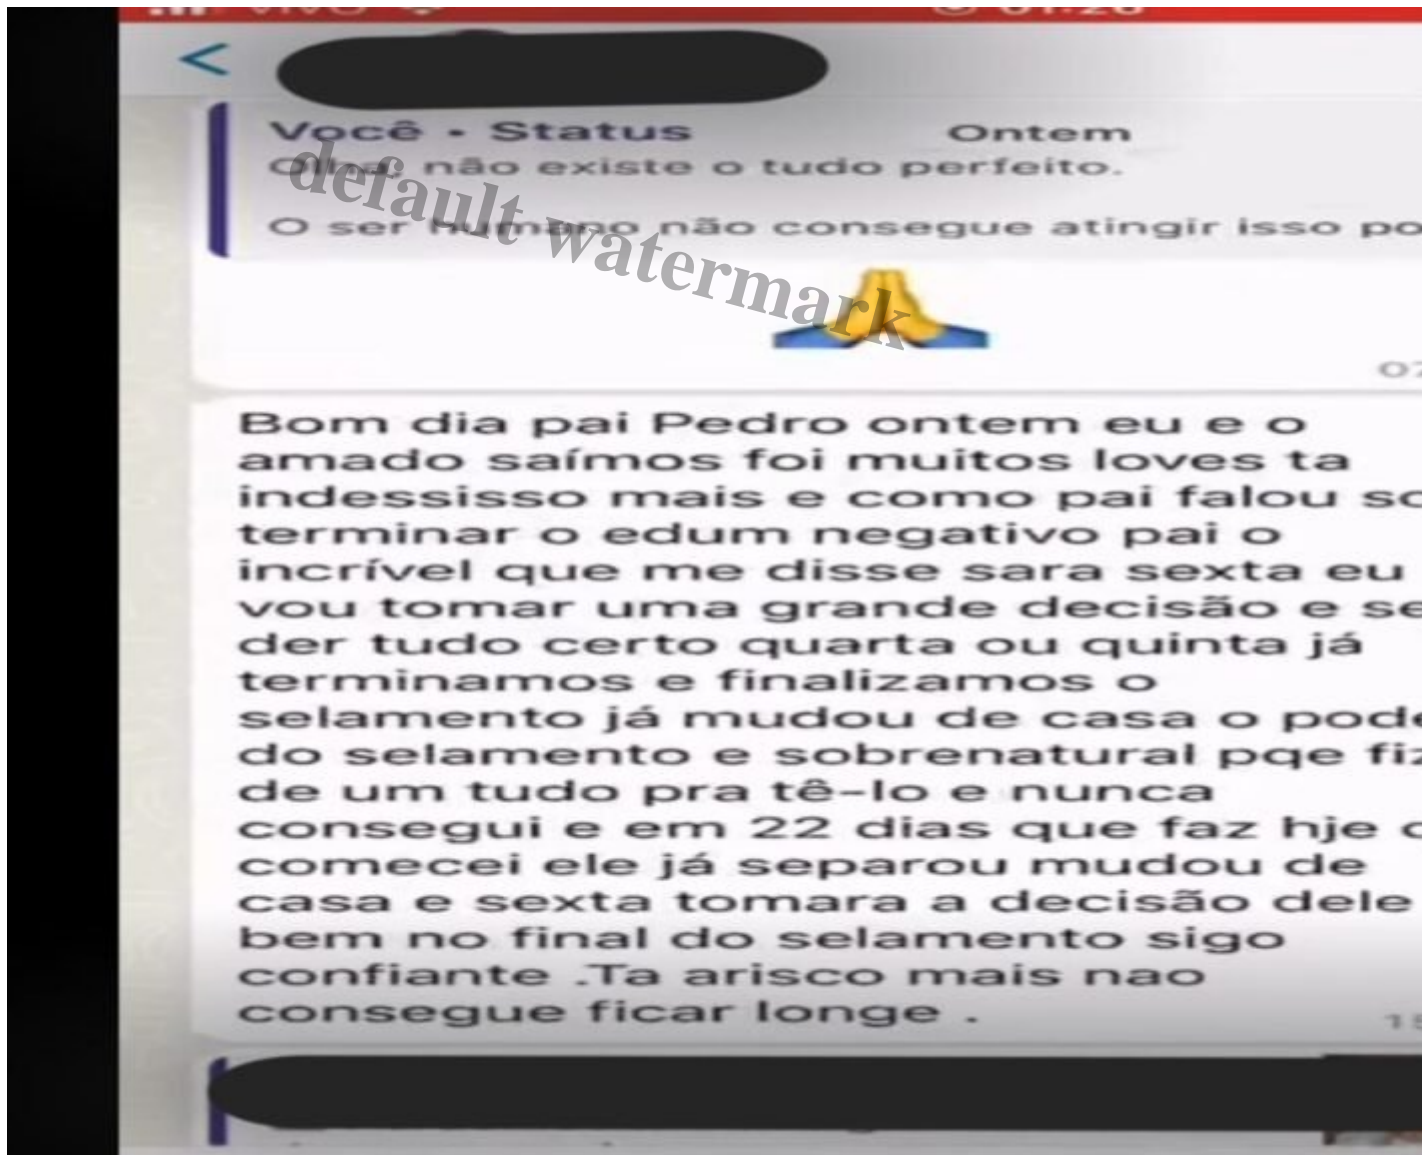 Você • Status Ontem
Olha, não existe o tudo perfeito.
O ser humano não consegue atingir isso
default watermark
Bom dia pai Pedro ontem eu e o
amado saímos foi muitos loves ta
indessisso mais e como pai falou
terminar o edum negativo pai o
incrível que me disse sara sexta eu
vou tomar uma grande decisão e
der tudo certo quarta ou quinta já
terminamos e finalizamos o
selamento já mudou de casa o
do selamento e sobrenatural pqe
de um tudo pra tê-lo e nunca
consegui e em 22 dias que faz hje
comecei ele já separou mudou de
casa e sexta tomara a decisão dele
bem no final do selamento sigo
confiante .Ta arisco mais nao
consegue ficar longe .